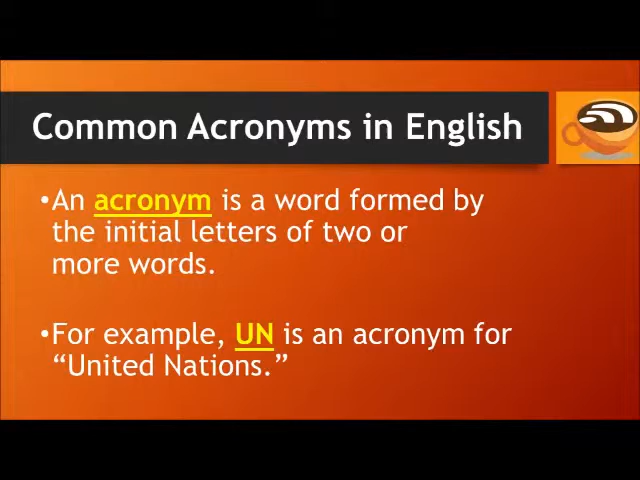 Common Acronyms in English
•An acronym is a word formed by
the initial letters of two or
more words.
•For example, UN is an acronym for
“United Nations.”